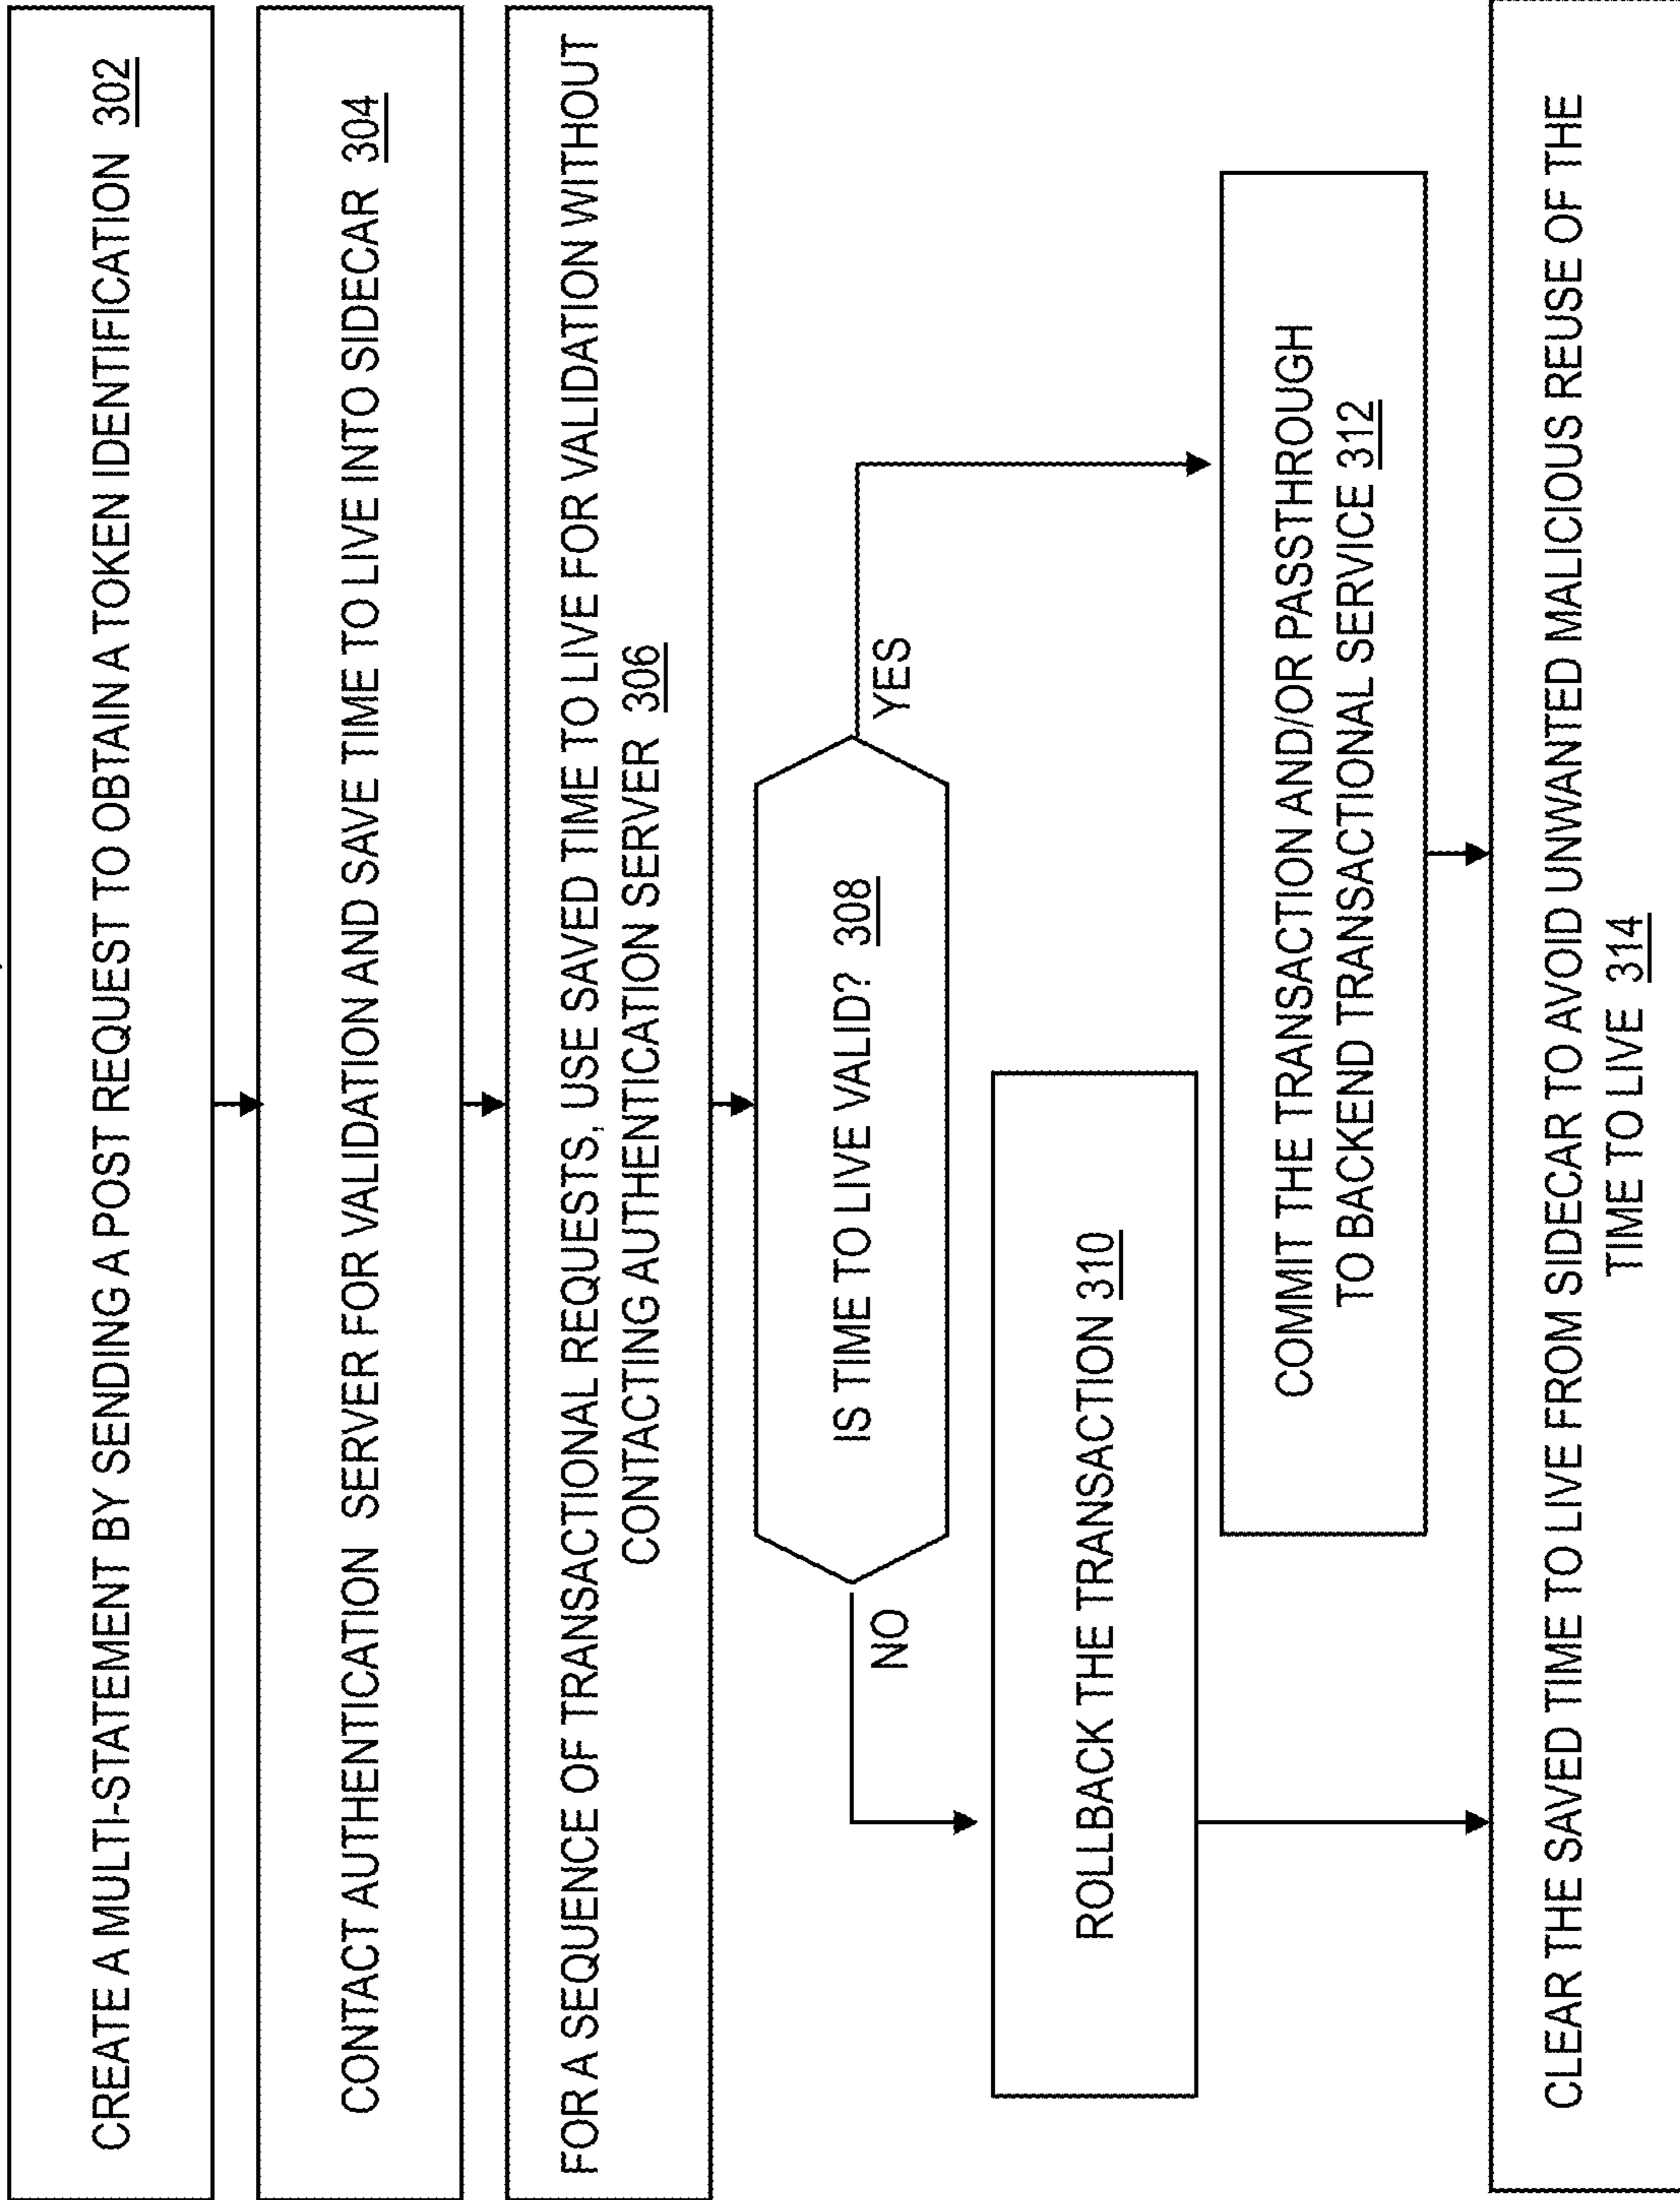 CREATE A MULTI-STATEMENT BY SENDING A POST REQUEST TO OBTAIN A TOKEN IDENTIFICATION 302
CONTACT AUTHENTICATION SERVER FOR VALIDATION AND SAVE TIME TO LIVE INTO SIDECAR 304
FOR A SEQUENCE OF TRANSACTIONAL REQUESTS, USE SAVED TIME TO LIVE FOR VALIDATION WITHOUT
CONTACTING AUTHENTICATION SERVER 306
IS TIME TO LIVE VALID? 308
NO
YES
ROLLBACK THE TRANSACTION 310
COMMIT THE TRANSACTION AND/OR PASSTHROUGH
TO BACKEND TRANSACTIONAL SERVICE 312
CLEAR THE SAVED TIME TO LIVE FROM SIDECAR TO AVOID UNWANTED MALICIOUS REUSE OF THE
TIME TO LIVE 314